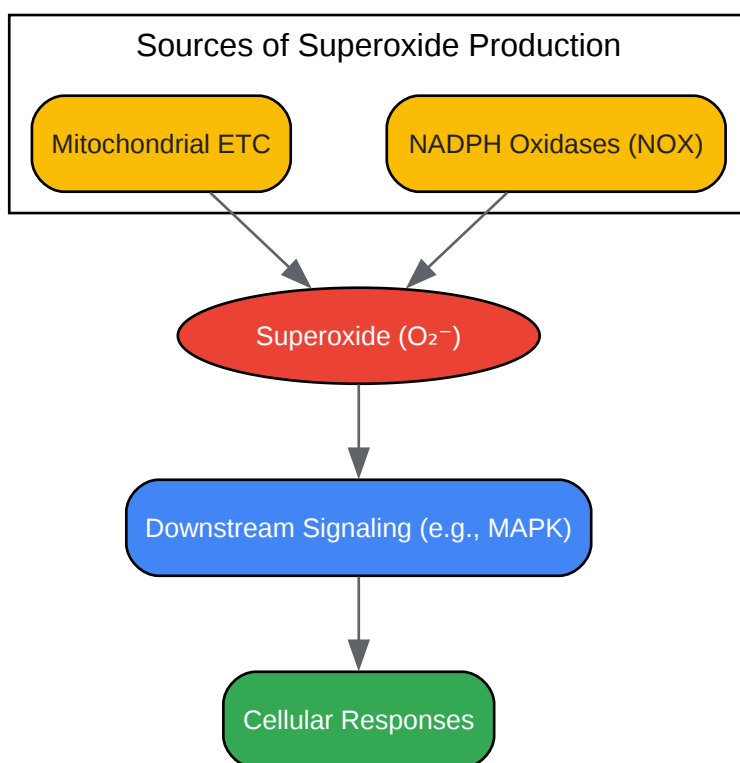 Sources of Superoxide Production
Mitochondrial ETC
NADPH Oxidases (NOX)
Superoxide (O₂⁻)
Downstream Signaling (e.g., MAPK)
Cellular Responses